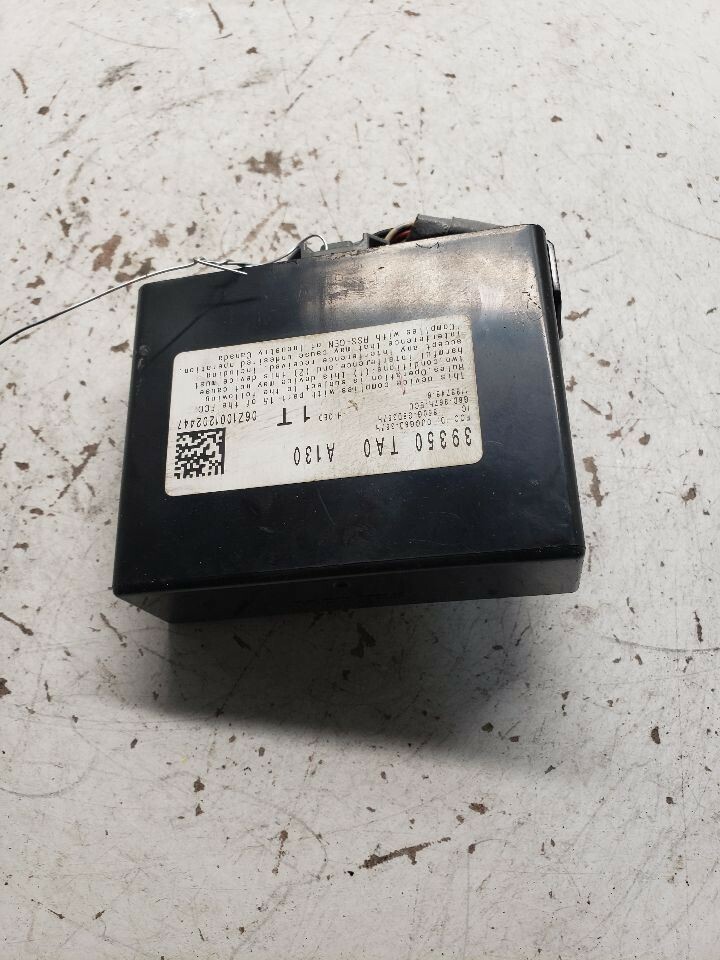 39350 TA0 A130
1T
06Z1001202447
This device complies with part 15 of the FCC
Rules. Operation is subject to the following
two conditions: (1) this device may not cause
harmful interference, and (2) this device must
accept any interference received, including
interference that may cause undesired operation.
Complies with RSS-GEN of Industry Canada